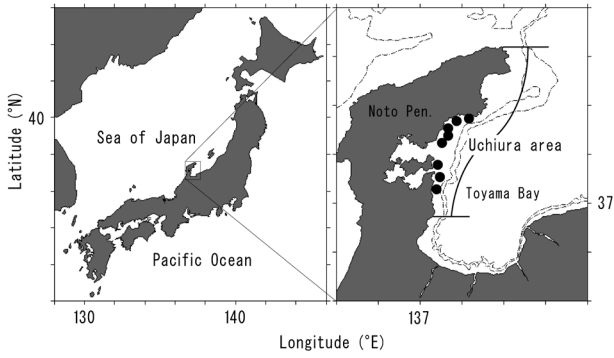 Latitude (°N)
40
Sea of Japan
Pacific Ocean
130
140
Noto Pen.
Uchiura area
Toyama Bay
37
137
Longitude (°E)